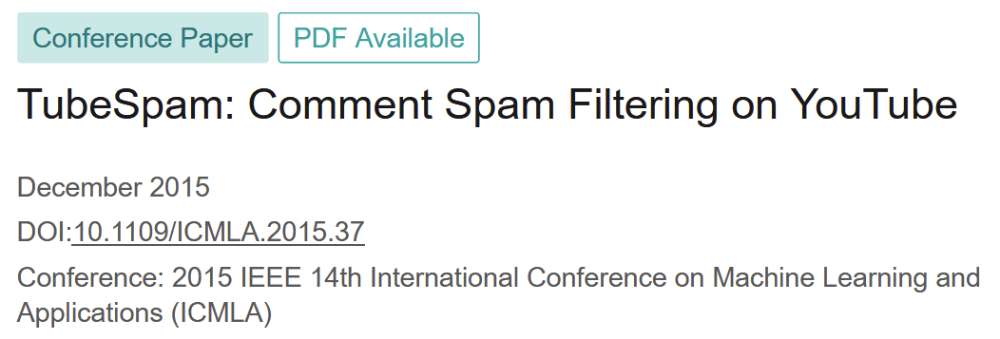 Conference Paper PDF Available
TubeSpam: Comment Spam Filtering on YouTube
December 2015
DOI:10.1109/ICMLA.2015.37
Conference: 2015 IEEE 14th International Conference on Machine Learning and
Applications (ICMLA)